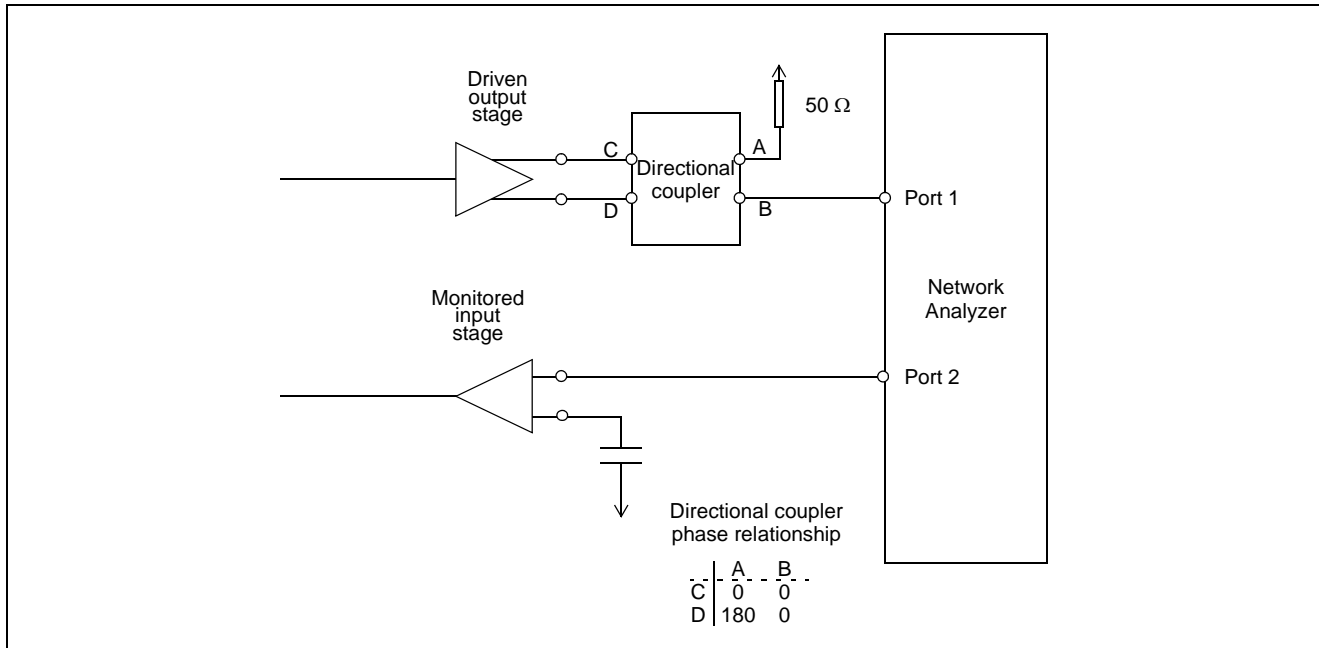 Driven
output
stage
50 Ω
C
A
Directional
coupler
D
B
Port 1
Monitored
input
stage
Network
Analyzer
Port 2
Directional coupler
phase relationship
A B
C 0 0
D 180 0